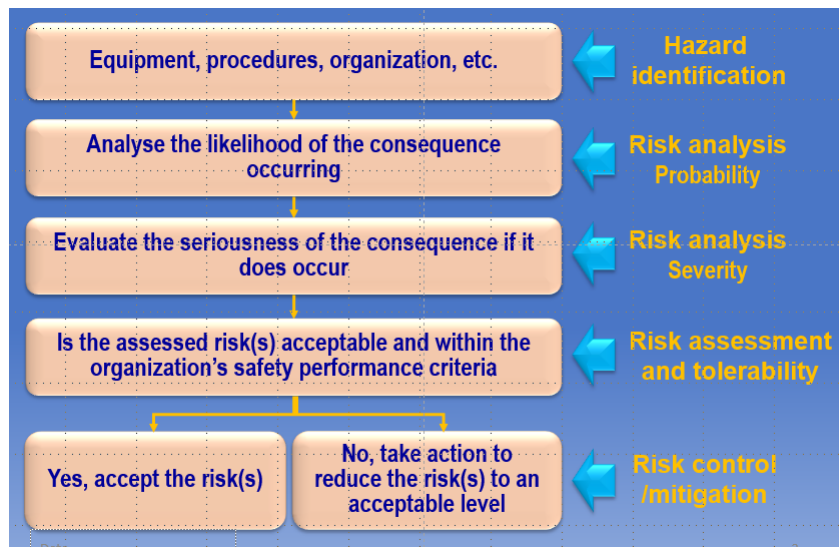 Equipment, procedures, organization, etc.
Hazard
identification
Analyse the likelihood of the consequence
occurring
Risk analysis
Probability
Evaluate the seriousness of the consequence if it
does occur
Risk analysis
Severity
Is the assessed risk(s) acceptable and within the
organization's safety performance criteria
Risk assessment
and tolerability
Yes, accept the risk(s)
No, take action to
reduce the risk(s) to an
acceptable level
Risk control
/mitigation